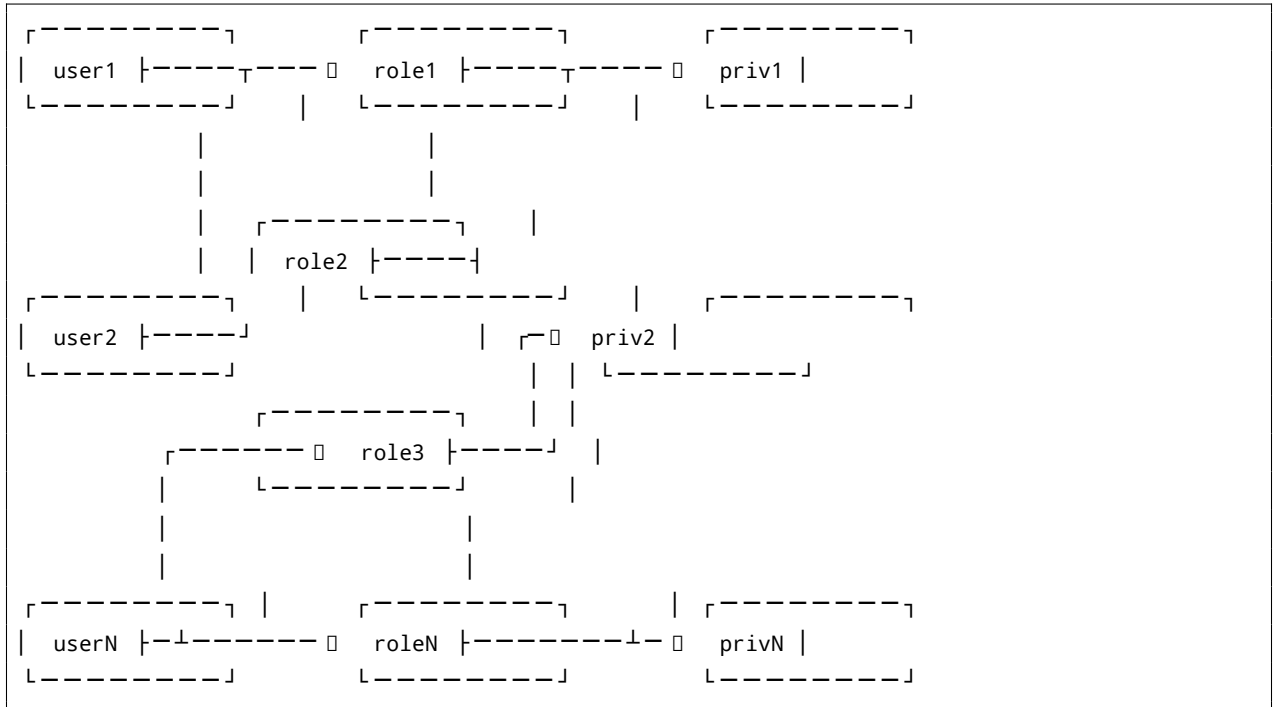 user1 role1 priv1
role2
user2 priv2
role3
userN roleN privN